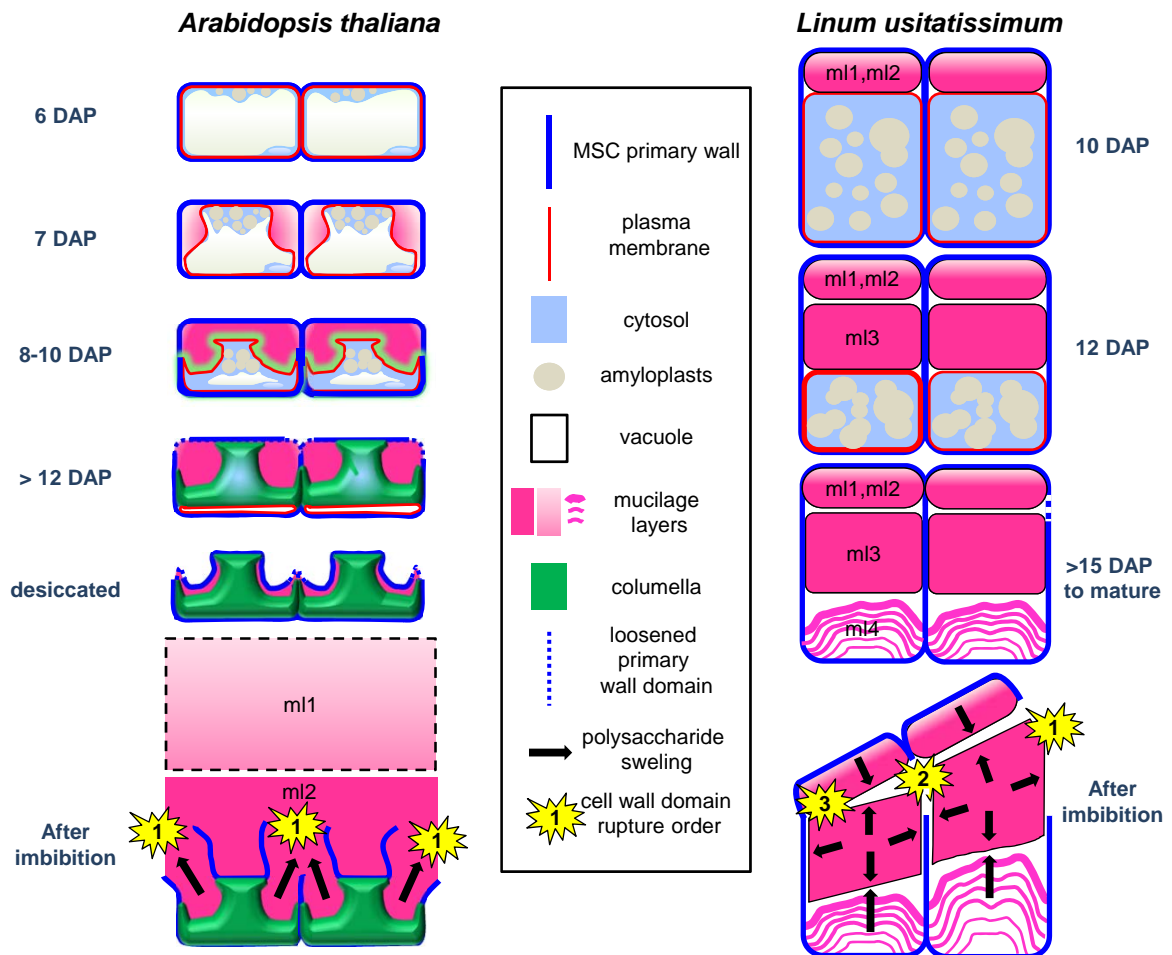 Arabidopsis thaliana
6 DAP
7 DAP
8-10 DAP
> 12 DAP
desiccated
ml1
ml2
After
imbibition
1
1
1
MSC primary wall
plasma
membrane
cytosol
amyloplasts
vacuole
mucilage
layers
columella
loosened
primary
wall domain
polysaccharide
sweling
1
cell wall domain
rupture order
Linum usitatissimum
ml1,ml2
10 DAP
ml1,ml2
ml3
12 DAP
ml1,ml2
ml3
ml4
>15 DAP
to mature
1
2
3
After
imbibition